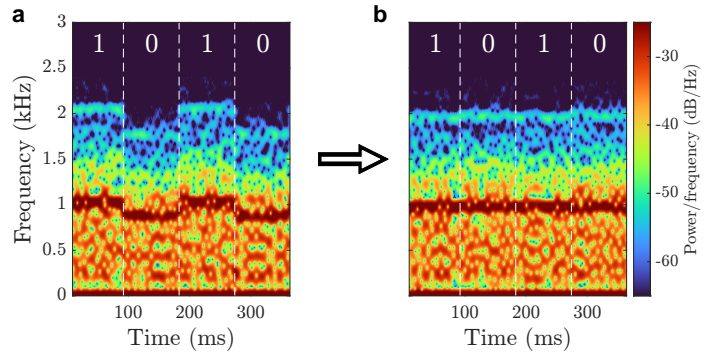 a
b
1 0 1 0
1 0 1 0
3
2.5
2
1.5
1
0.5
0
Frequency (kHz)
100 200 300
Time (ms)
100 200 300
Time (ms)
-30
-40
-50
-60
Power/frequency (dB/Hz)